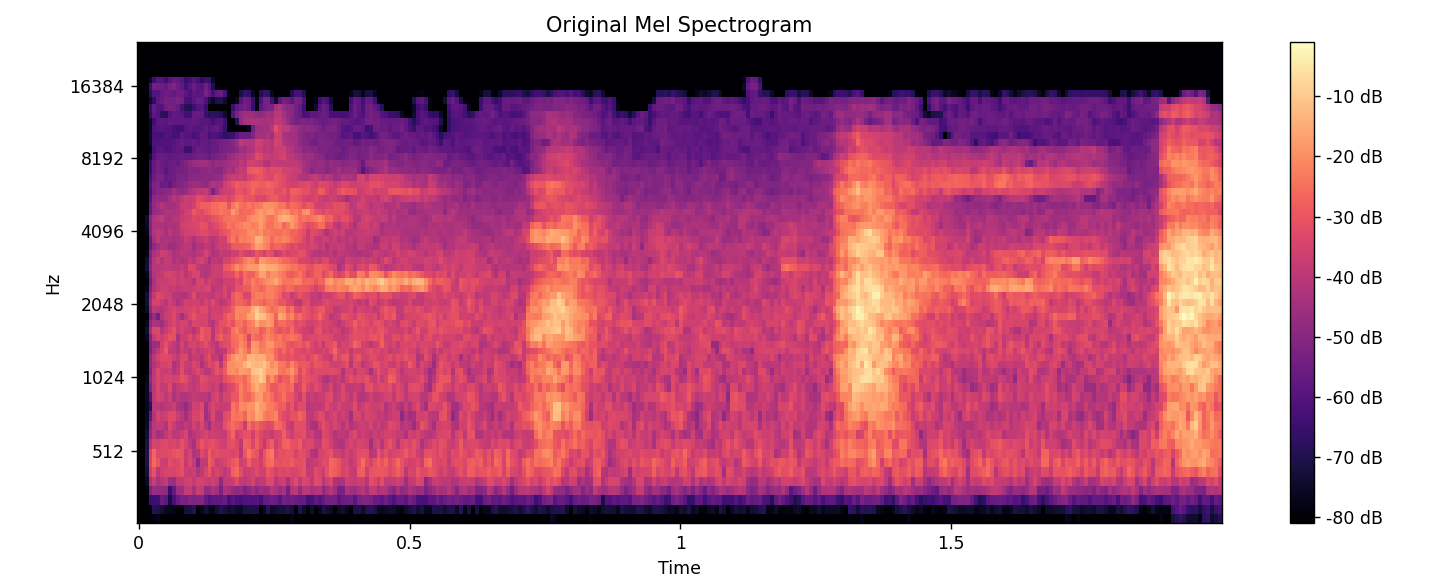 Original Mel Spectrogram
16384
8192
4096
2048
1024
512
Hz
0
0.5
1
1.5
Time
-10 dB
-20 dB
-30 dB
-40 dB
-50 dB
-60 dB
-70 dB
-80 dB